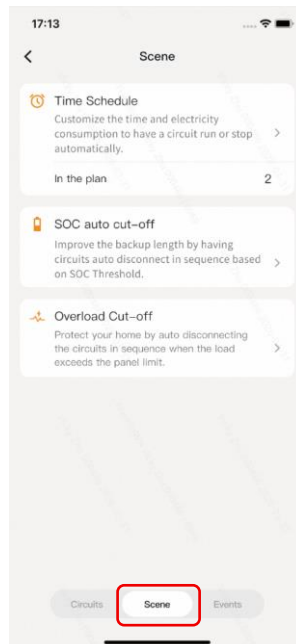 17:13
Scene
Time Schedule
Customize the time and electricity
consumption to have a circuit run or stop
automatically.
In the plan 2
SOC auto cut-off
Improve the backup length by having
circuits auto disconnect in sequence based
on SOC Threshold.
Overload Cut-off
Protect your home by auto disconnecting
the circuits in sequence when the load
exceeds the panel limit.
Circuits Scene Events